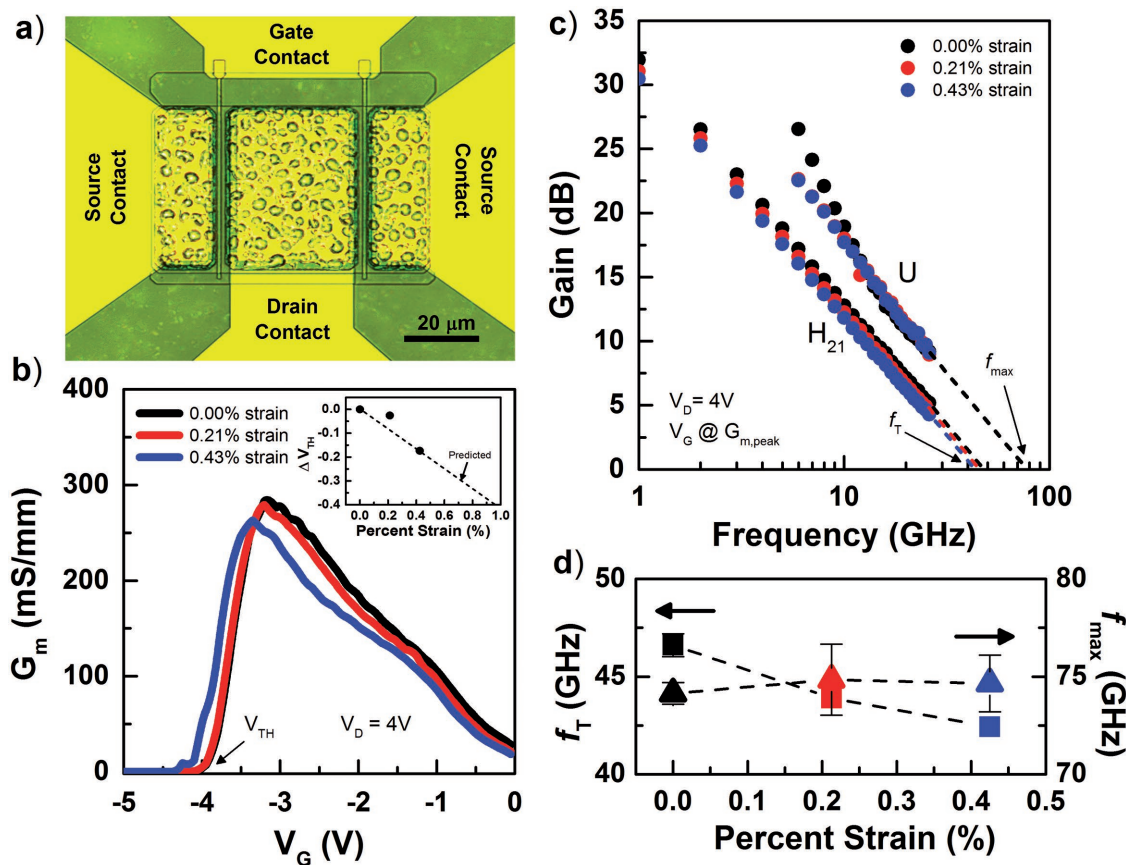 a)
Gate
Contact
Source
Contact
Source
Contact
Drain
Contact
20 μm
b)
400
300
200
100
0
G_m (mS/mm)
0.00% strain
0.21% strain
0.43% strain
0.0
-0.1
-0.2
-0.3
-0.4
Δ V_TH
Predicted
0.0 0.2 0.4 0.6 0.8 1.0
Percent Strain (%)
V_TH
V_D = 4V
-5 -4 -3 -2 -1 0
V_G (V)
c)
35
30
25
20
15
10
5
0
Gain (dB)
0.00% strain
0.21% strain
0.43% strain
U
H_21
V_D= 4V
V_G @ G_m,peak
f_T
f_max
1 10 100
Frequency (GHz)
d)
50
45
40
f_T (GHz)
80
75
70
f_max (GHz)
0.0 0.1 0.2 0.3 0.4 0.5
Percent Strain (%)